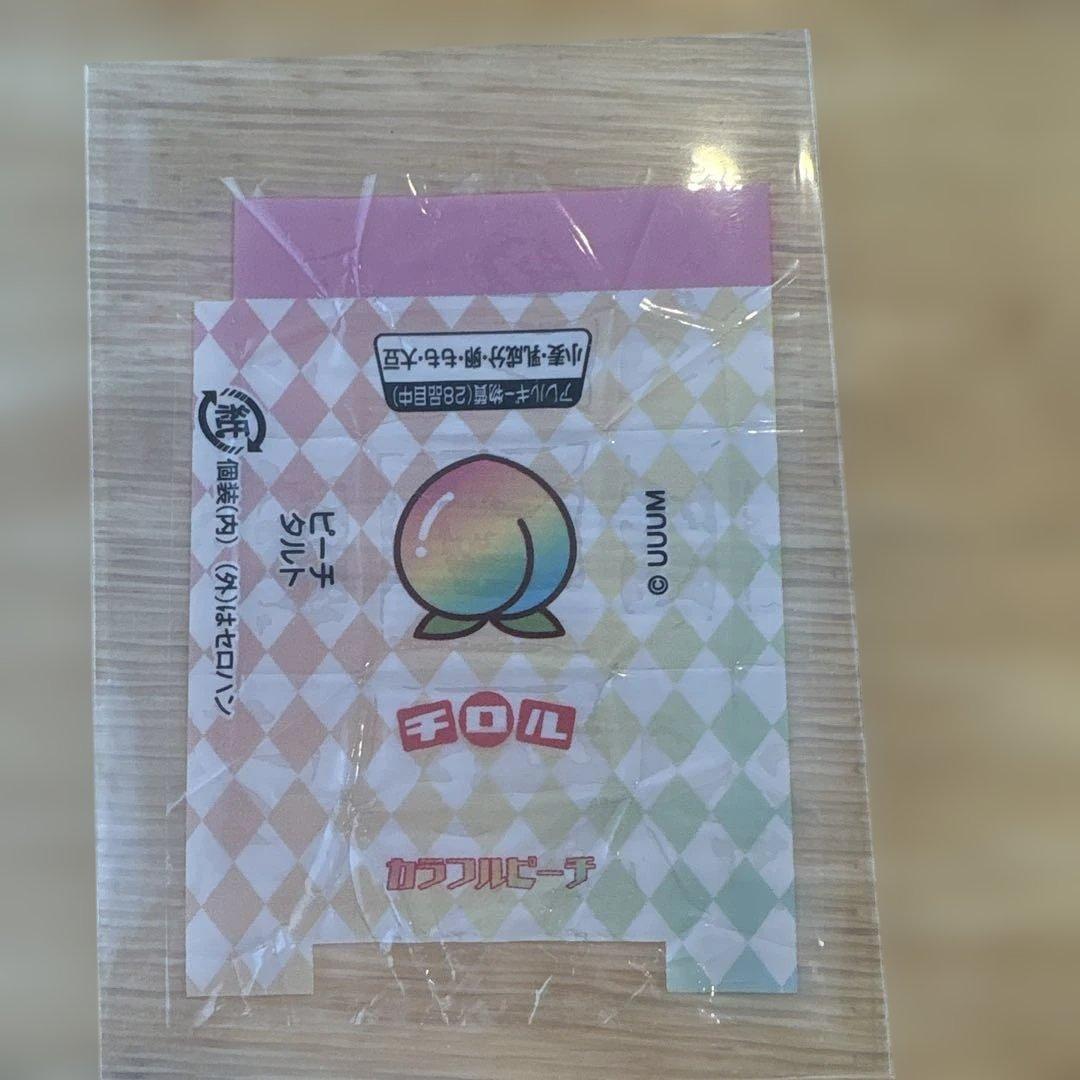 アレルギー物質(28品目中)
小麦・乳成分・卵・もも・大豆
紙
個装(内) (外)はセロハン
ピーチ
タルト
© UUUM
チロル
カラフルピーチ